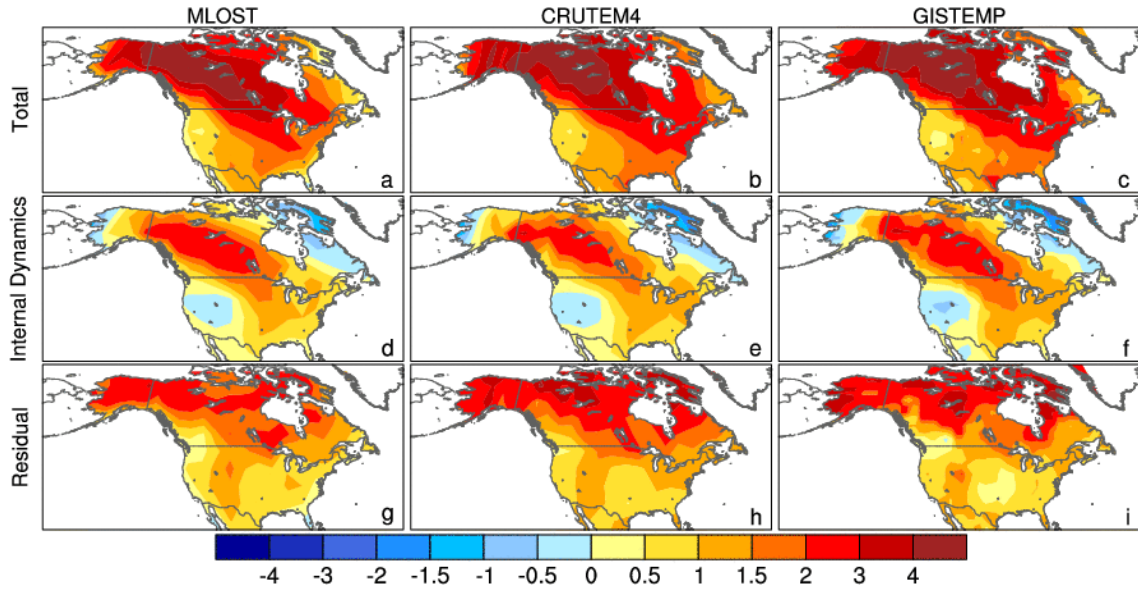 MLOST CRUTEM4 GISTEMP
Total
a b c
Internal Dynamics
d e f
Residual
g h i
-4 -3 -2 -1.5 -1 -0.5 0 0.5 1 1.5 2 3 4